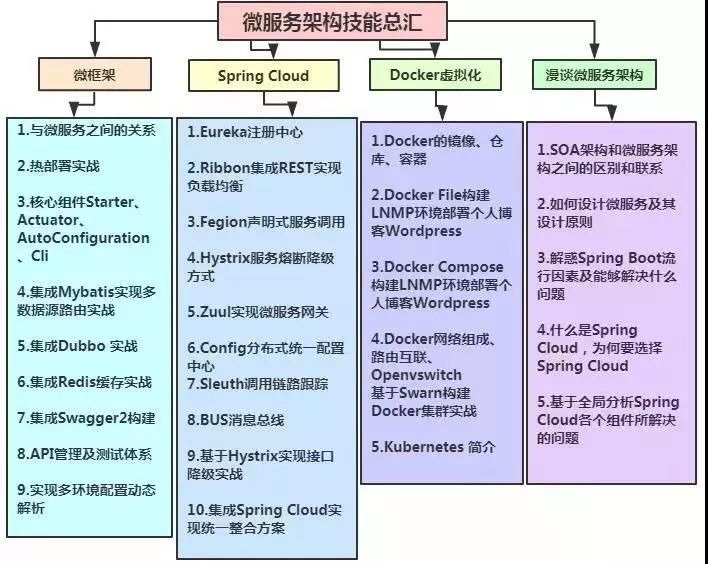 微服务架构技能总汇
微框架
Spring Cloud
Docker虚拟化
漫谈微服务架构
1.与微服务之间的关系
2.热部署实战
3.核心组件Starter、
Actuator、
AutoConfiguration
、Cli
4.集成Mybatis实现多
数据源路由实战
5.集成Dubbo 实战
6.集成Redis缓存实战
7.集成Swagger2构建
8.API管理及测试体系
9.实现多环境配置动态
解析
1.Eureka注册中心
2.Ribbon集成REST实现
负载均衡
3.Fegion声明式服务调用
4.Hystrix服务熔断降级
方式
5.Zuul实现微服务网关
6.Config分布式统一配置
中心
7.Sleuth调用链路跟踪
8.BUS消息总线
9.基于Hystrix实现接口
降级实战
10.集成Spring Cloud实
现统一整合方案
1.Docker的镜像、仓
库、容器
2.Docker File构建
LNMP环境部署个人博
客Wordpress
3.Docker Compose
构建LNMP环境部署个
人博客Wordpress
4.Docker网络组成、
路由互联、
Openvswitch
基于Swarn构建
Docker集群实战
5.Kubernetes 简介
1.SOA架构和微服务架
构之间的区别和联系
2.如何设计微服务及其
设计原则
3.解惑Spring Boot流
行因素及能够解决什么
问题
4.什么是Spring
Cloud，为何要选择
Spring Cloud
5.基于全局分析Spring
Cloud各个组件所解决
的问题